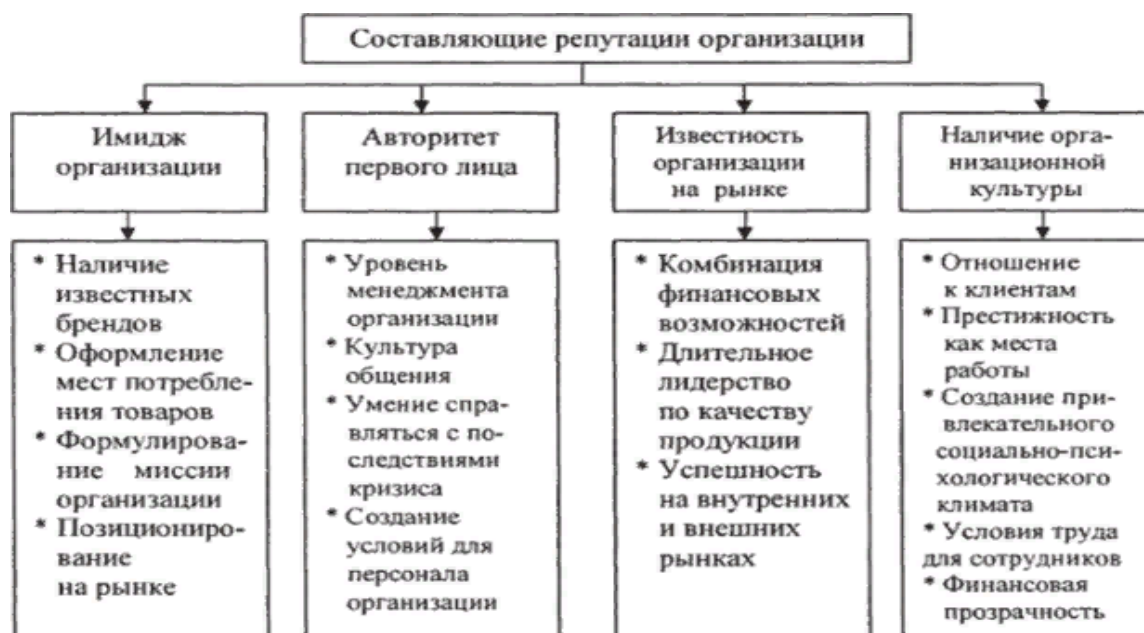 Составляющие репутации организации
Имидж
организации
Авторитет
первого лица
Известность
организации
на рынке
Наличие орга-
низационной
культуры
* Наличие
известных
брендов
* Оформление
мест потребле-
ния товаров
* Формулирова-
ние миссии
организации
* Позициониро-
вание
на рынке
* Уровень
менеджмента
организации
* Культура
общения
* Умение спра-
вляться с по-
следствиями
кризиса
* Создание
условий для
персонала
организации
* Комбинация
финансовых
возможностей
* Длительное
лидерство
по качеству
продукции
* Успешность
на внутренних
и внешних
рынках
* Отношение
к клиентам
* Престижность
как места
работы
* Создание при-
влекательного
социально-пси-
хологического
климата
* Условия труда
для сотрудников
* Финансовая
прозрачность